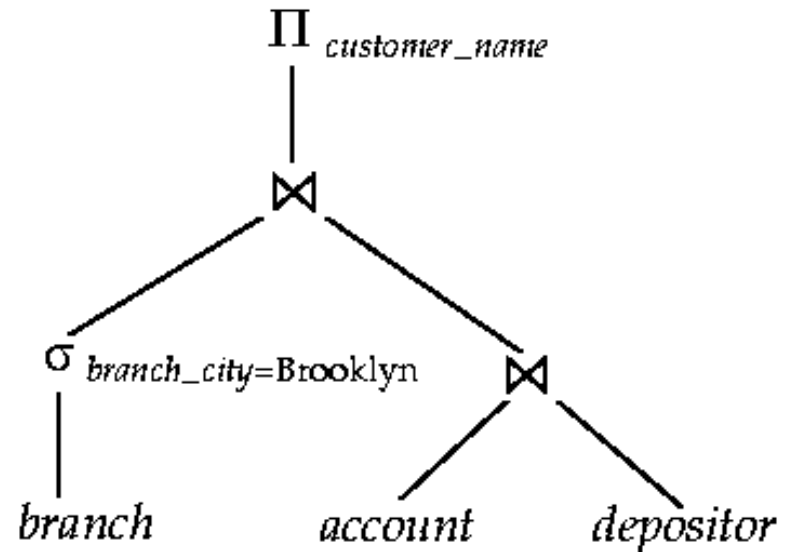 Π customer_name
⋈
σ branch_city=Brooklyn
⋈
branch account depositor